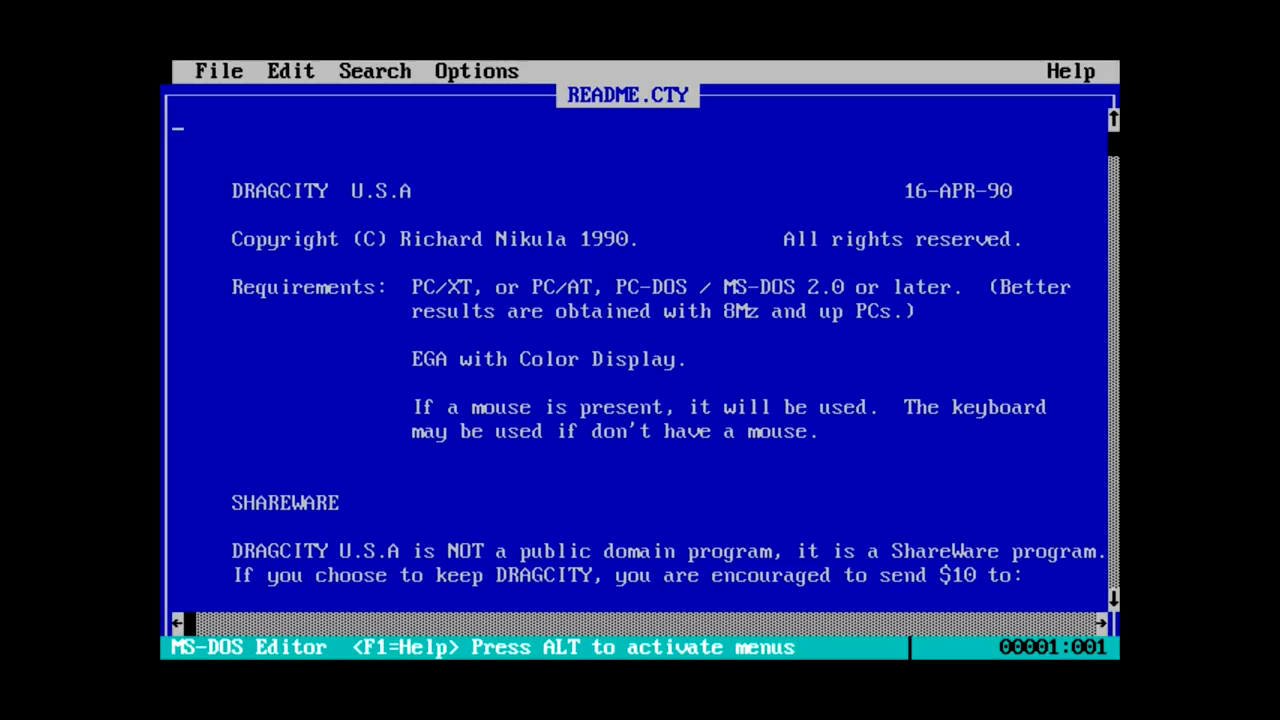 File Edit Search Options Help
README.CTY
DRAGCITY U.S.A 16-APR-90
Copyright (C) Richard Nikula 1990. All rights reserved.
Requirements: PC/XT, or PC/AT, PC-DOS / MS-DOS 2.0 or later. (Better
results are obtained with 8Mz and up PCs.)
EGA with Color Display.
If a mouse is present, it will be used. The keyboard
may be used if don't have a mouse.
SHAREWARE
DRAGCITY U.S.A is NOT a public domain program, it is a ShareWare program.
If you choose to keep DRAGCITY, you are encouraged to send $10 to:
MS-DOS Editor <F1=Help> Press ALT to activate menus 00001:001